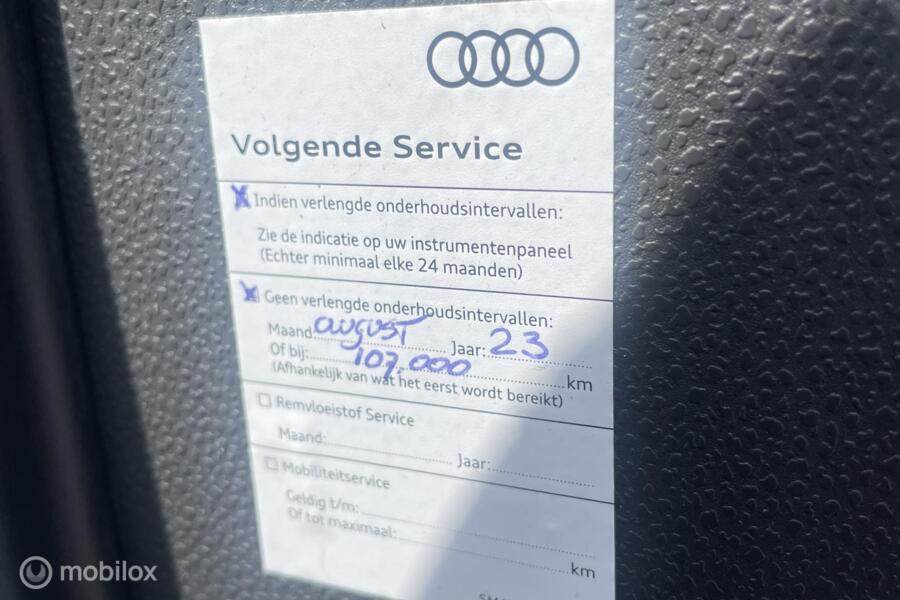 Volgende Service
X Indien verlengde onderhoudsintervallen:
Zie de indicatie op uw instrumentenpaneel
(Echter minimaal elke 24 maanden)
X Geen verlengde onderhoudsintervallen:
Maand: august Jaar: 23
Of bij: 107.000 km
(Afhankelijk van wat het eerst wordt bereikt)
☐ Remvloeistof Service
Maand: Jaar:
☐ Mobiliteitservice
Geldig t/m:
Of tot maximaal: km
mobilox